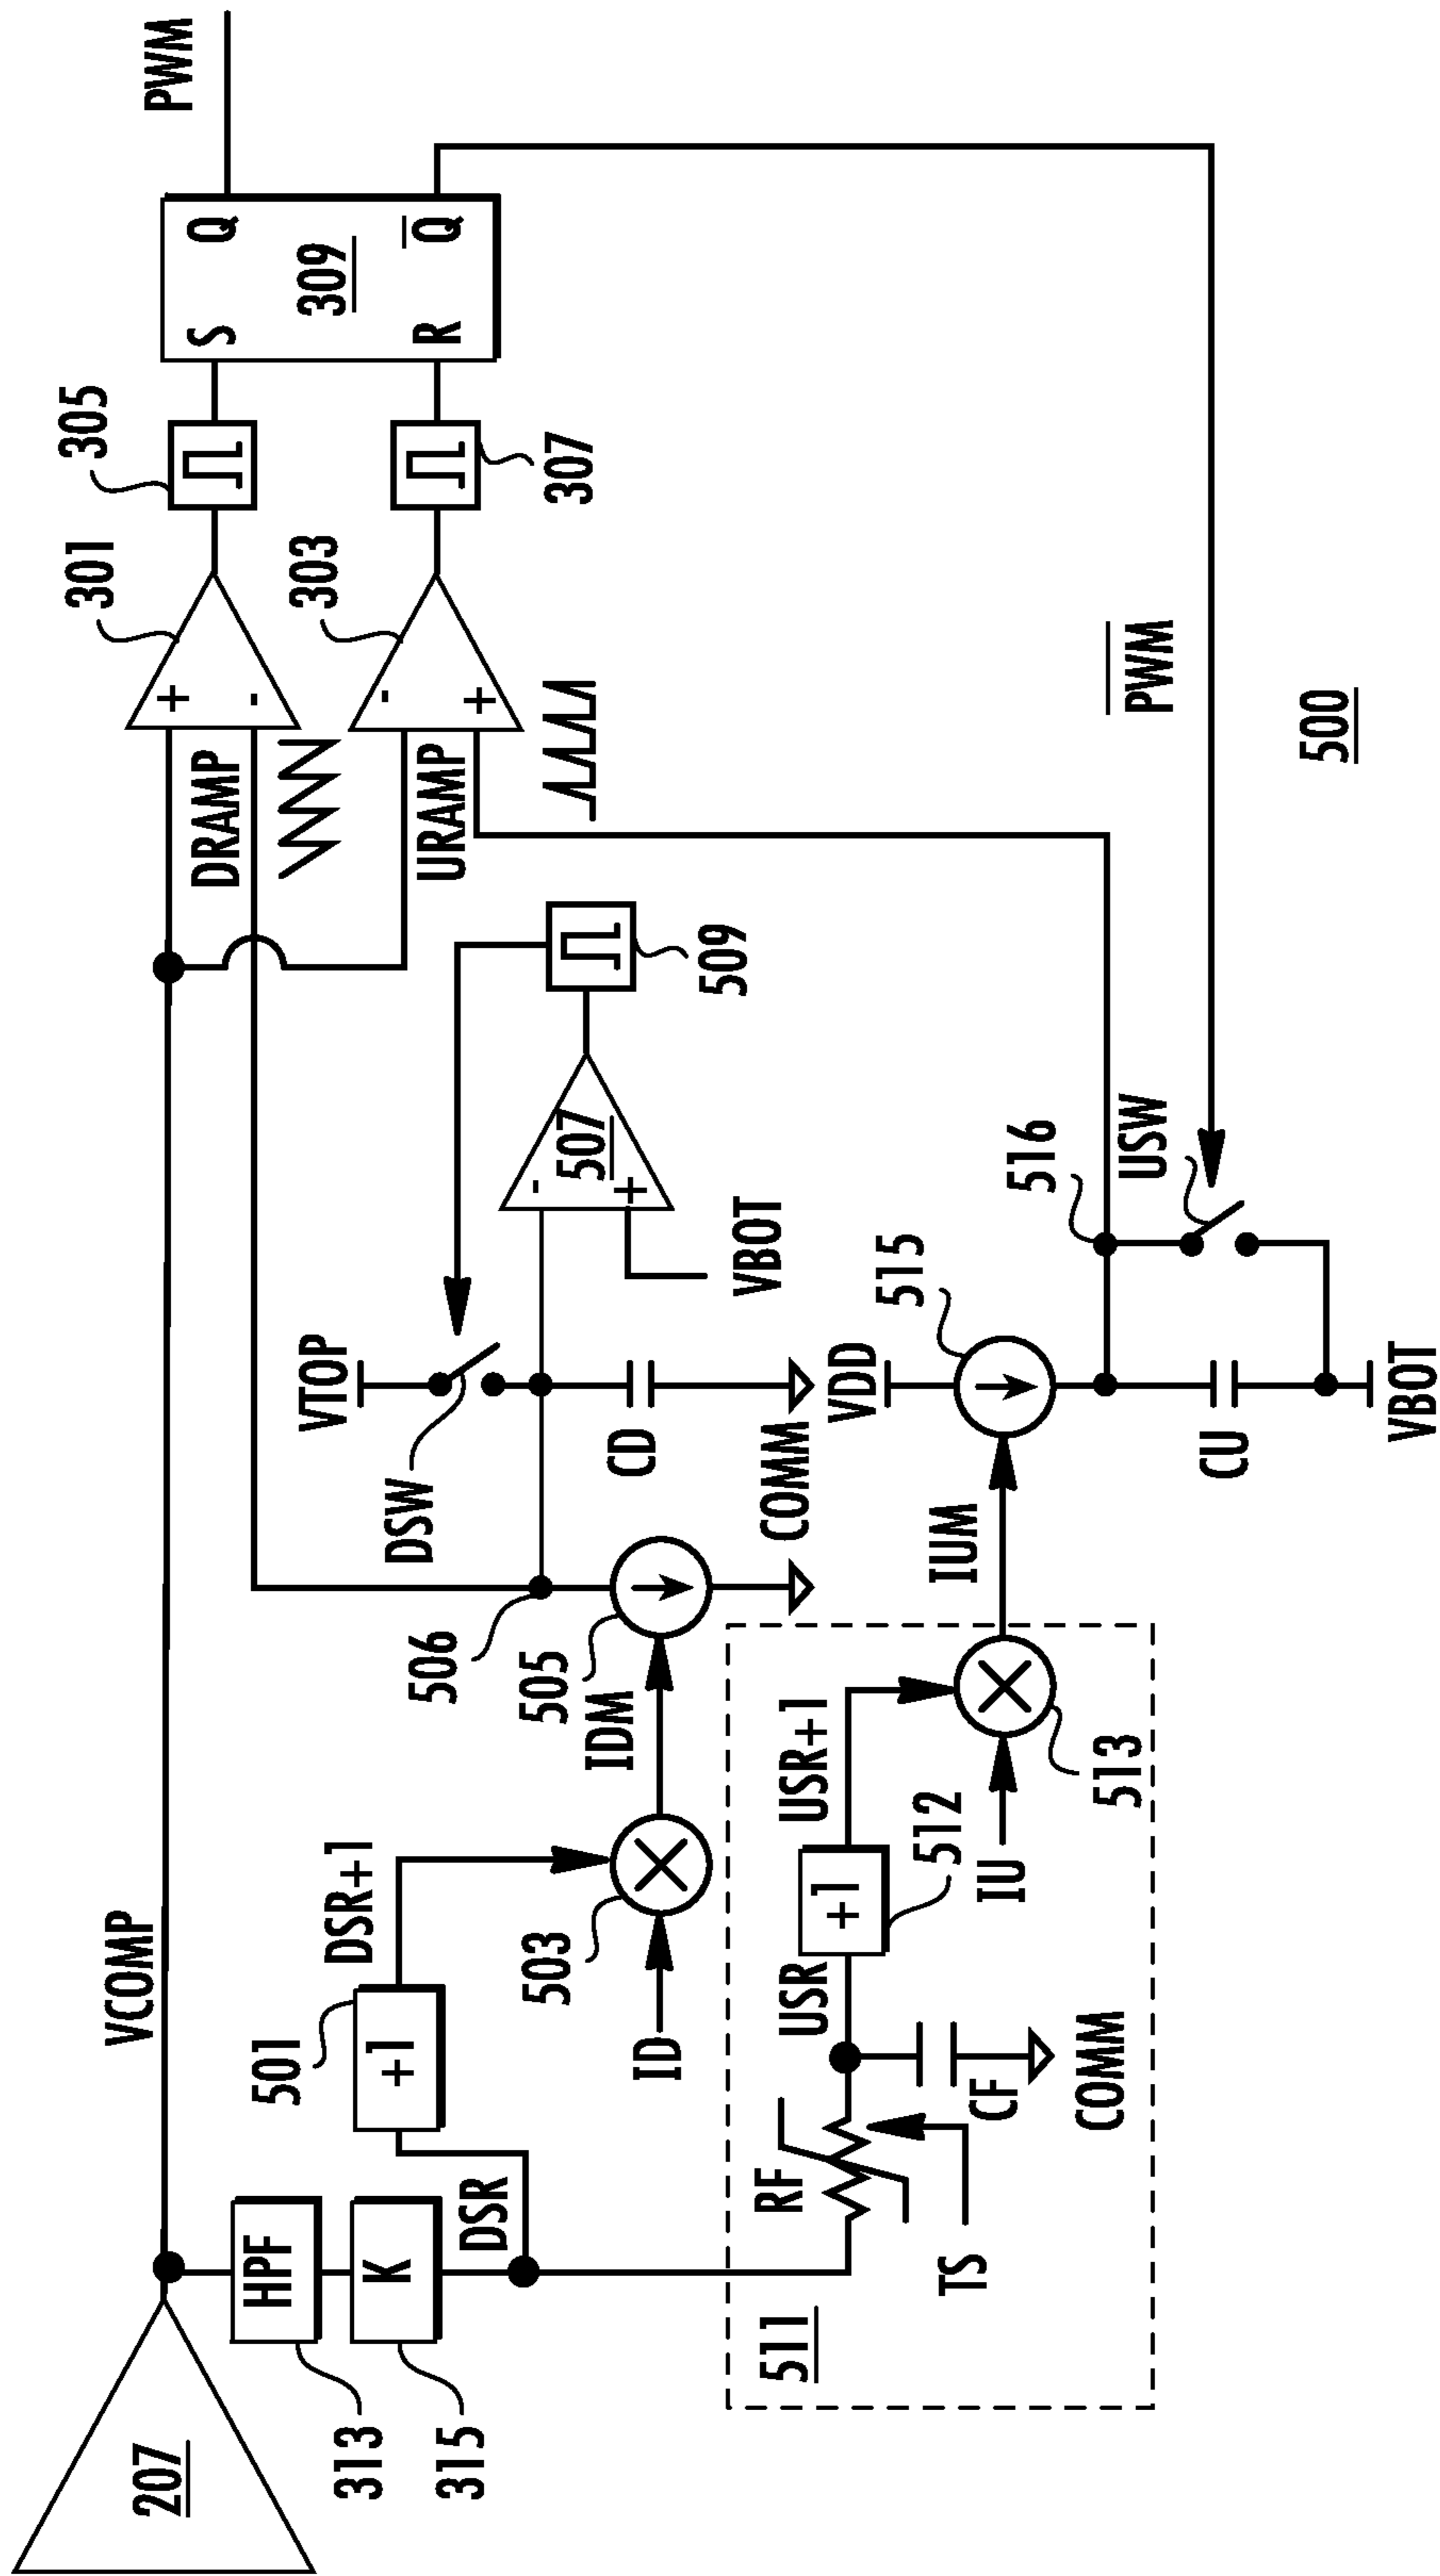 207
VCOMP
313
HPF
315
K
DSR
501
+1
DSR+1
503
ID
IDM
505
506
DSW
VTOP
CD
COMM
507
-
+
VBOT
509
DRAMP
URAMP
301
+
-
303
-
+
305
307
S
Q
309
R
Q
PWM
PWM
511
RF
TS
USR
CF
COMM
+1
512
USR+1
IU
513
IUM
VDD
515
516
USW
CU
VBOT
500